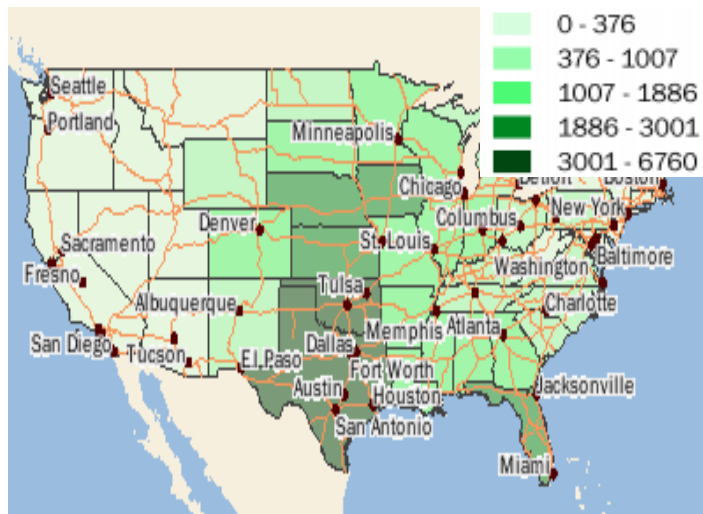 0 - 376
376 - 1007
1007 - 1886
1886 - 3001
3001 - 6760
Seattle
Portland
Minneapolis
Chicago
Detroit
Boston
New York
Columbus
Denver
St. Louis
Sacramento
Fresno
Washington
Baltimore
Tulsa
Albuquerque
Memphis
Atlanta
Charlotte
San Diego
Tucson
El Paso
Dallas
Fort Worth
Austin
Houston
Jacksonville
San Antonio
Miami